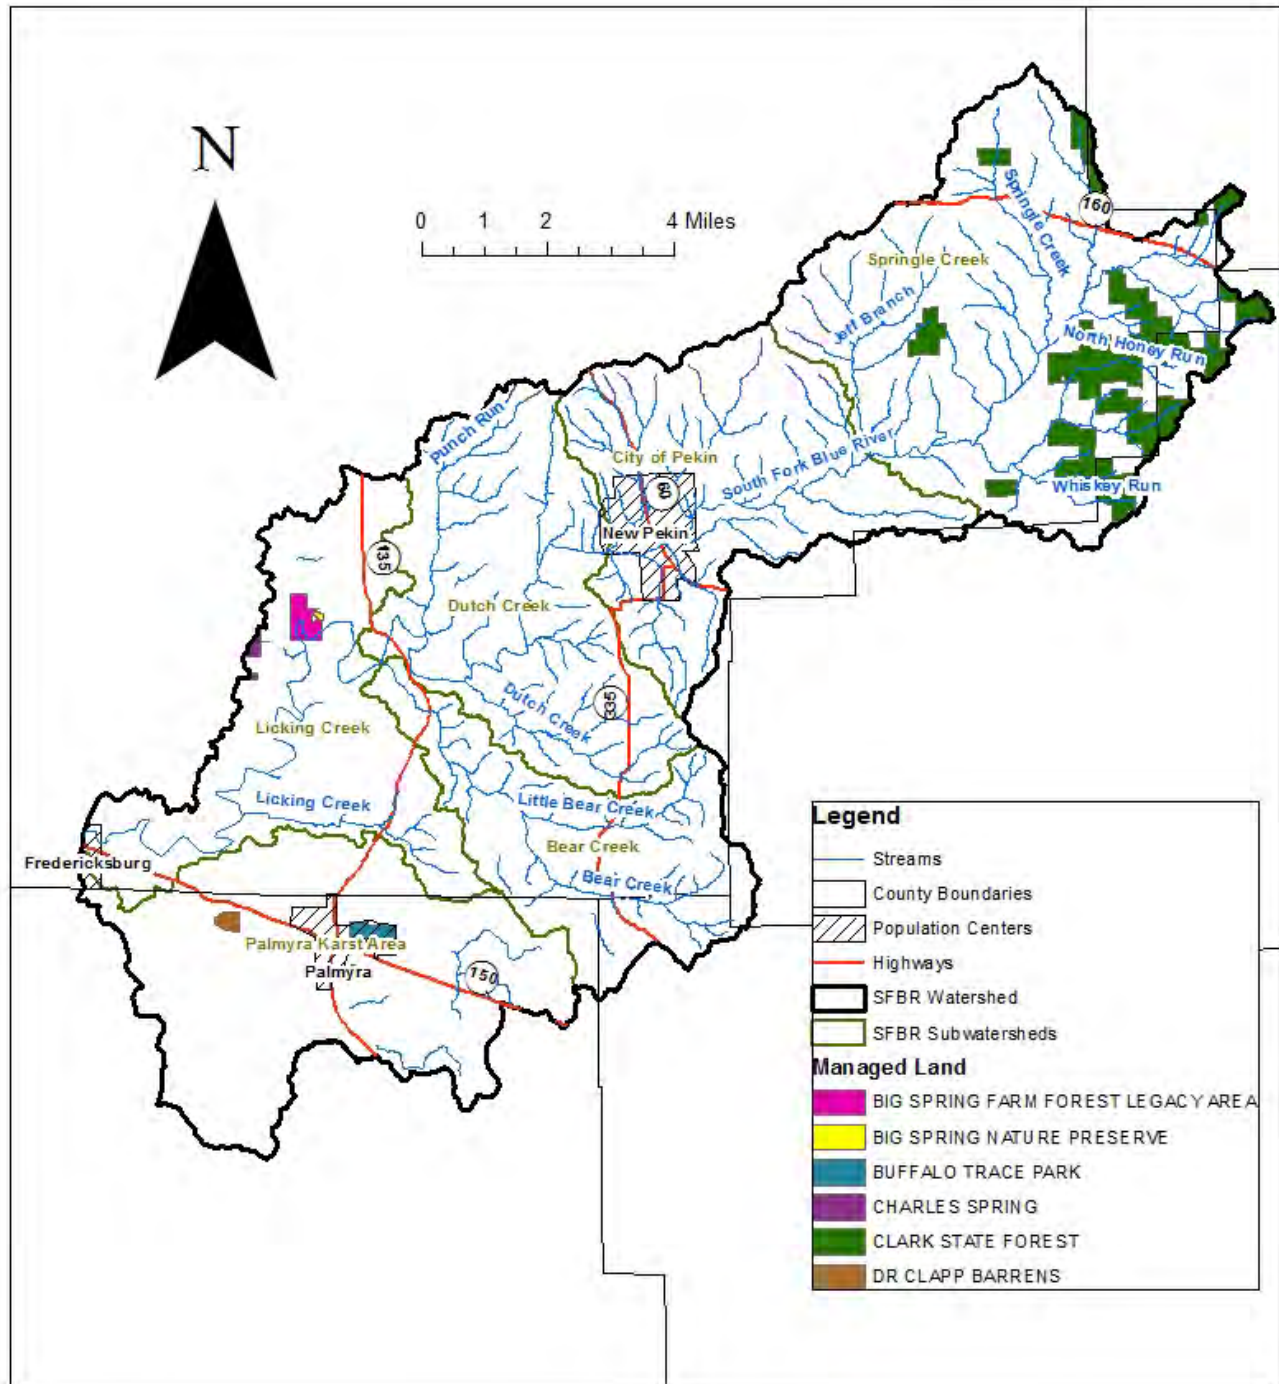 N
0 1 2 4 Miles
160
Springle Creek
Springle Creek
Jeff Branch
North Honey Run
Punch Run
City of Pekin
South Fork Blue River
60
Whiskey Run
New Pekin
135
Dutch Creek
Dutch Creek
335
Licking Creek
Licking Creek
Little Bear Creek
Bear Creek
Fredericksburg
Bear Creek
Palmyra Karst Area
Palmyra
150
Legend
Streams
County Boundaries
Population Centers
Highways
SFBR Watershed
SFBR Subwatersheds
Managed Land
BIG SPRING FARM FOREST LEGACY AREA
BIG SPRING NATURE PRESERVE
BUFFALO TRACE PARK
CHARLES SPRING
CLARK STATE FOREST
DR CLAPP BARRENS